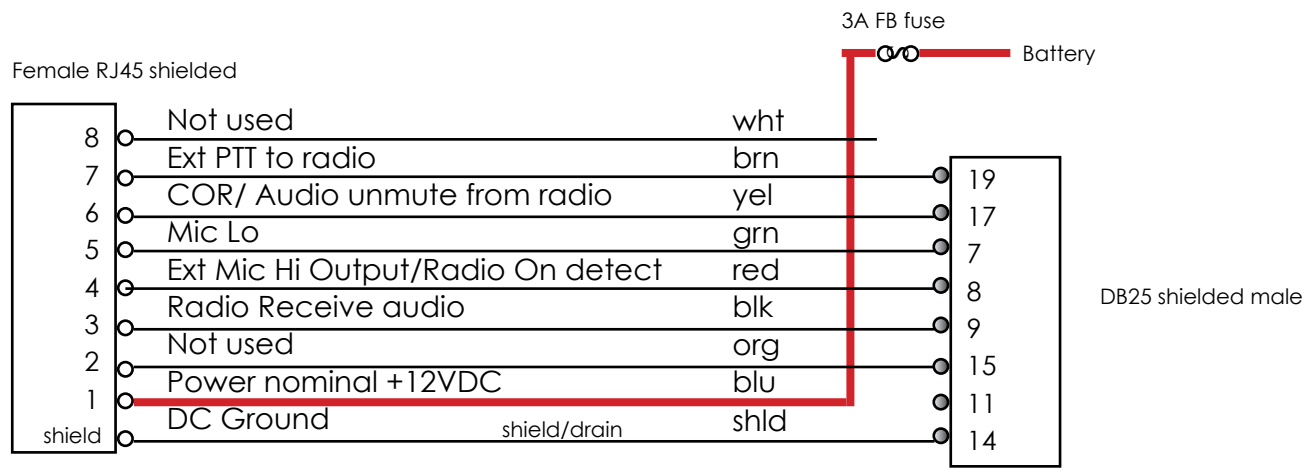 3A FB fuse
Battery
Female RJ45 shielded
8 Not used wht
7 Ext PTT to radio brn 19
6 COR/ Audio unmute from radio yel 17
5 Mic Lo grn 7
4 Ext Mic Hi Output/Radio On detect red 8
DB25 shielded male
3 Radio Receive audio blk 9
2 Not used org 15
1 Power nominal +12VDC blu 11
shield DC Ground shield/drain shld 14